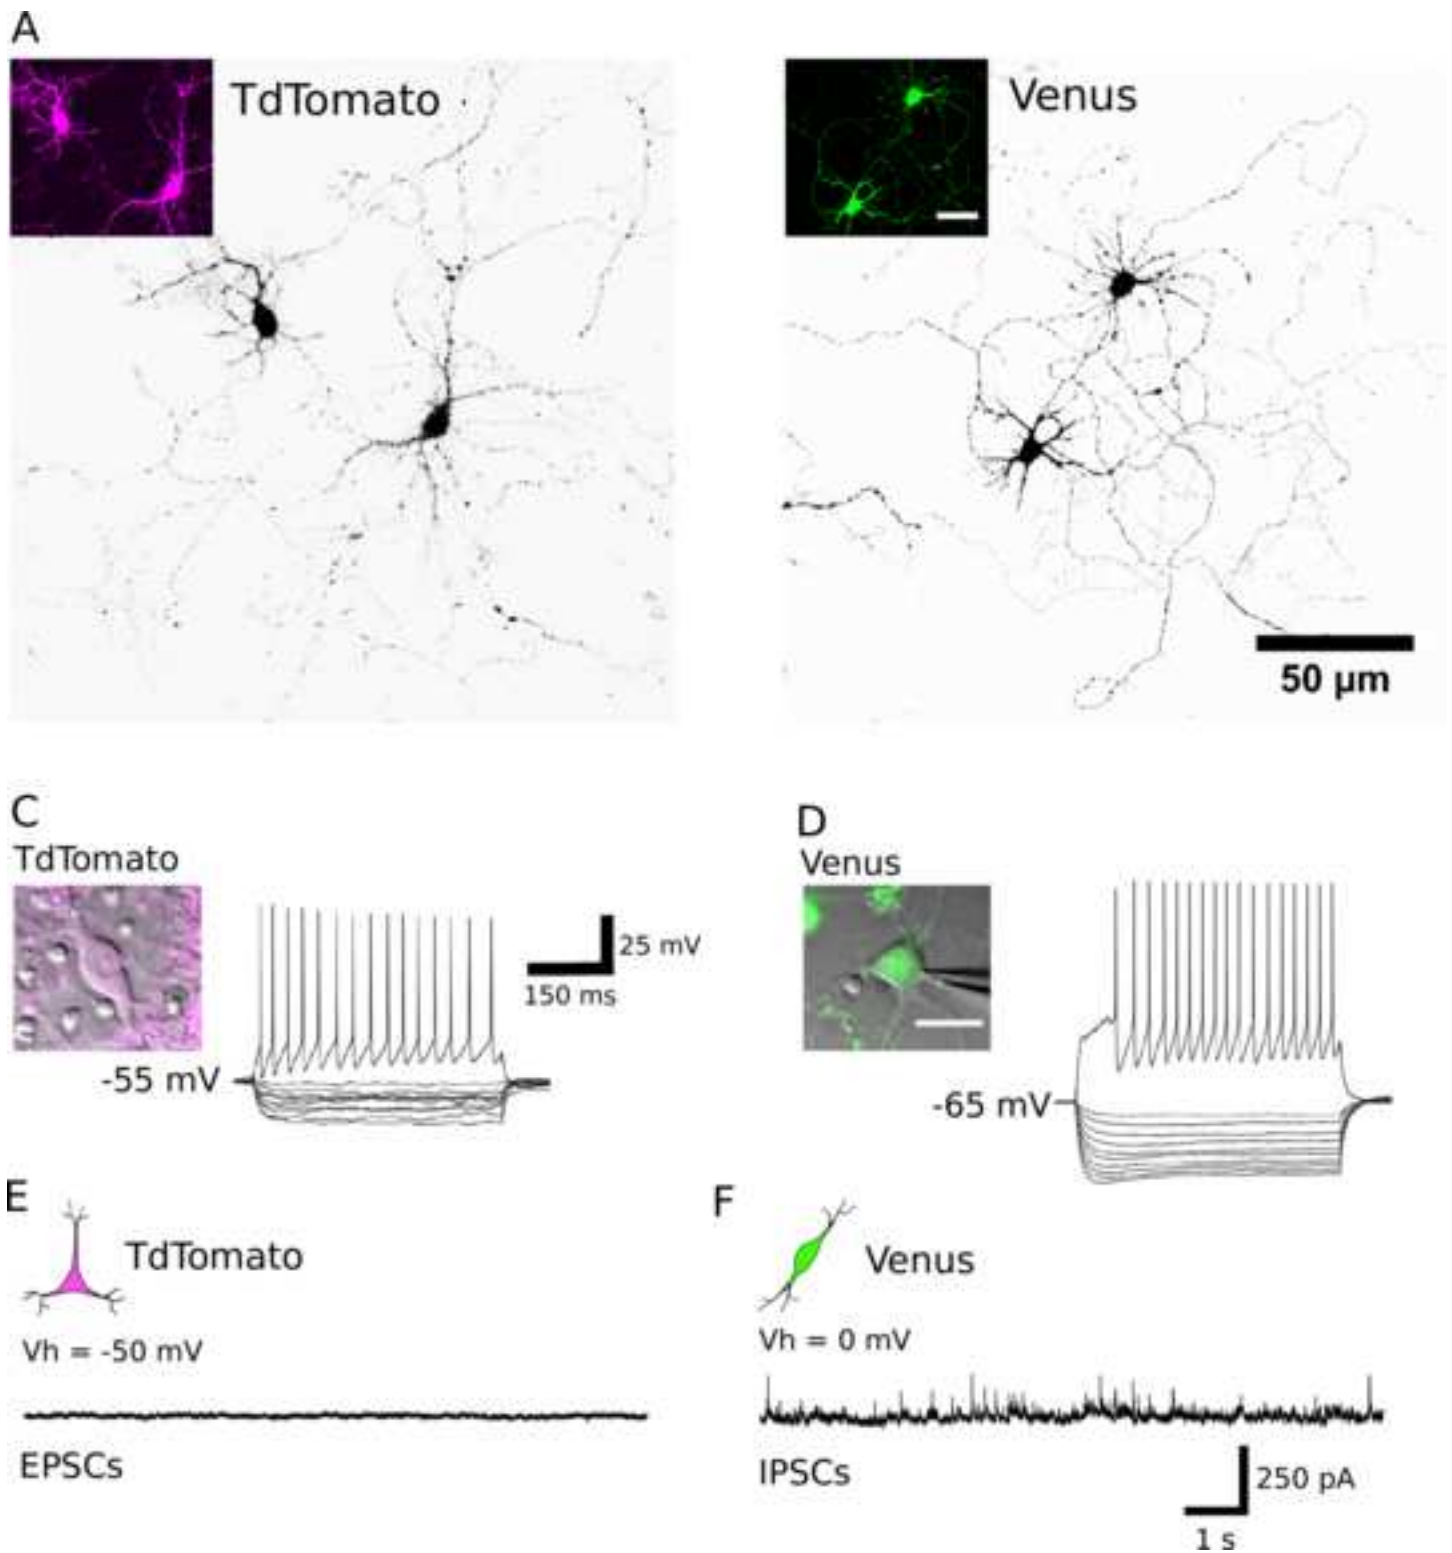 A
TdTomato
Venus
50 µm
C
TdTomato
25 mV
150 ms
-55 mV
D
Venus
-65 mV
E
TdTomato
Vh = -50 mV
EPSCs
F
Venus
Vh = 0 mV
IPSCs
250 pA
1 s